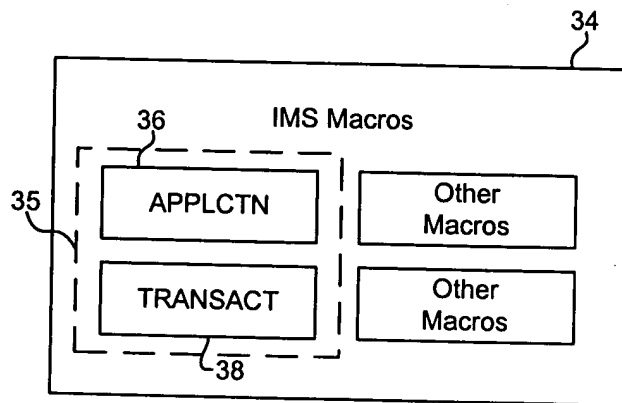 34
IMS Macros
36
35
APPLCTN
Other
Macros
TRANSACT
Other
Macros
38